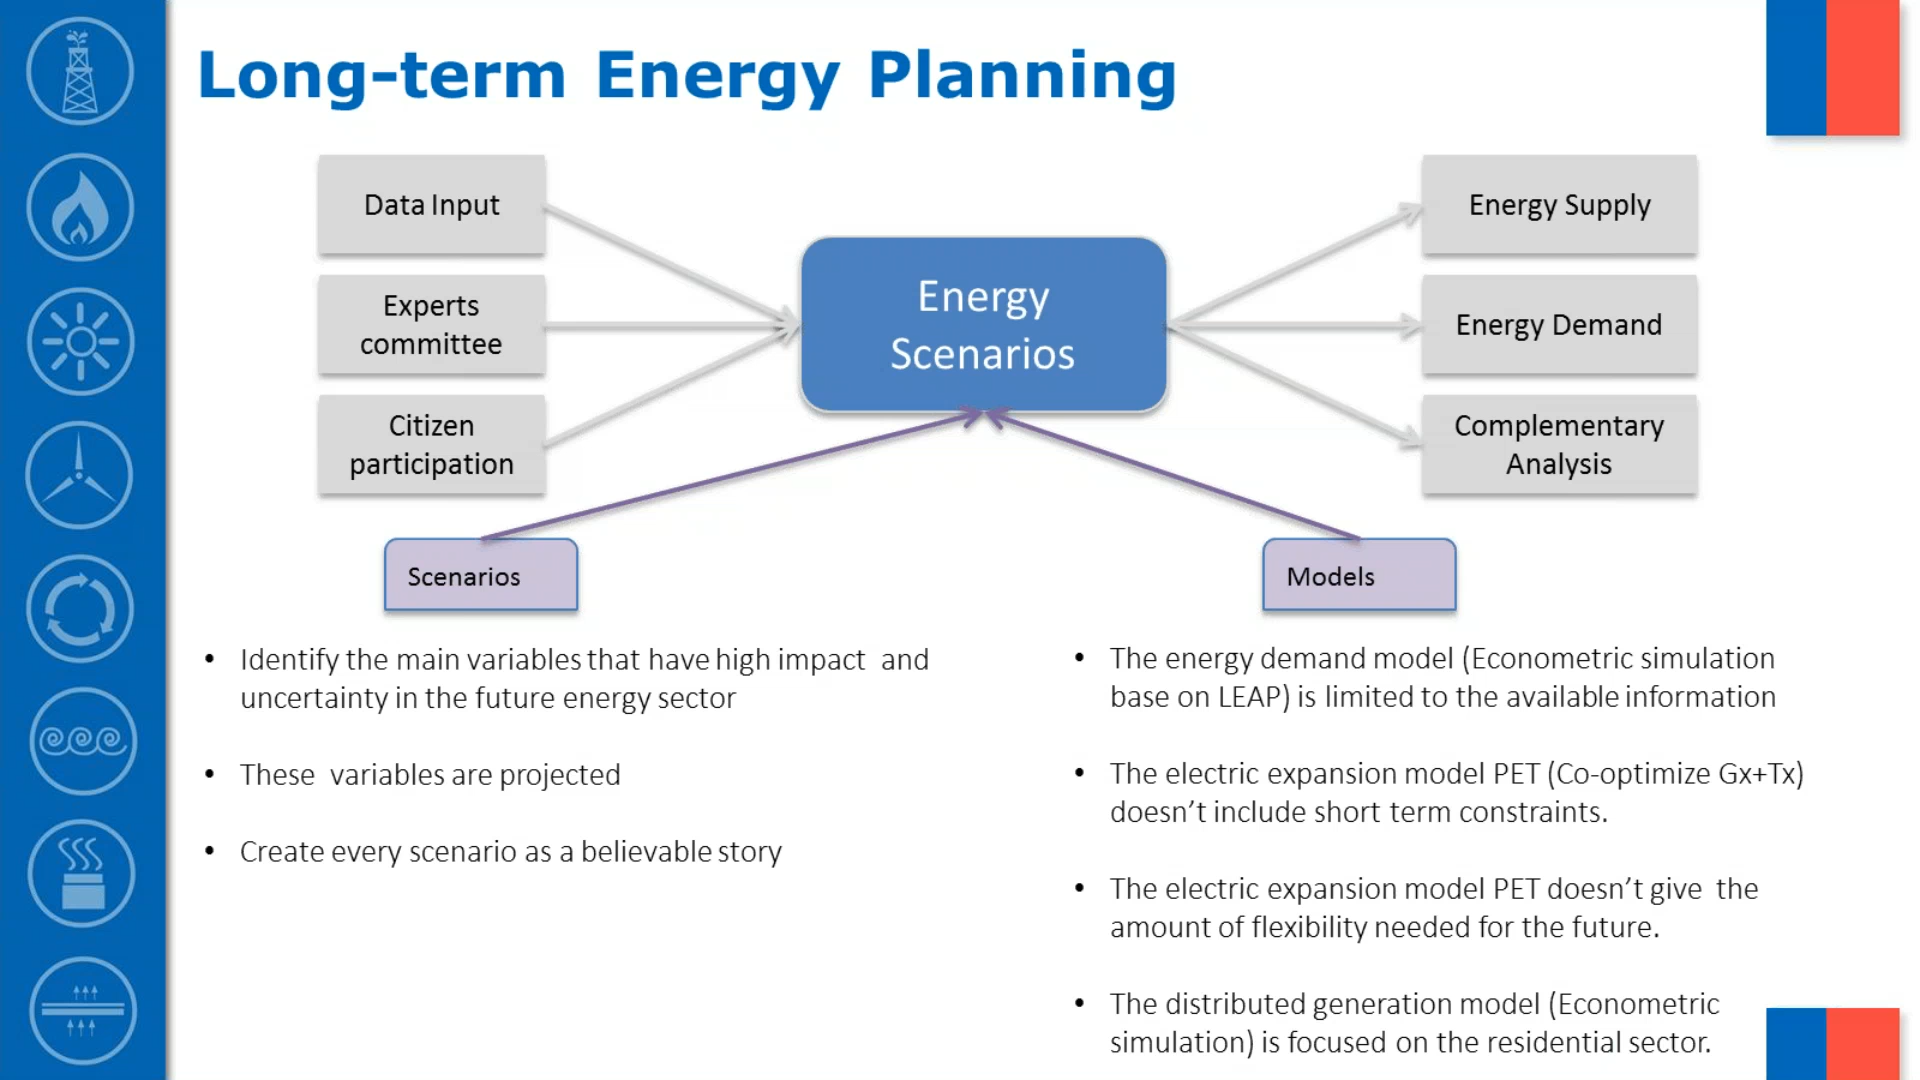 Long-term Energy Planning
Data Input
Experts
committee
Citizen
participation
Energy
Scenarios
Energy Supply
Energy Demand
Complementary
Analysis
Scenarios
Models
• Identify the main variables that have high impact and
uncertainty in the future energy sector
• These variables are projected
• Create every scenario as a believable story
• The energy demand model (Econometric simulation
base on LEAP) is limited to the available information
• The electric expansion model PET (Co-optimize Gx+Tx)
doesn’t include short term constraints.
• The electric expansion model PET doesn’t give the
amount of flexibility needed for the future.
• The distributed generation model (Econometric
simulation) is focused on the residential sector.